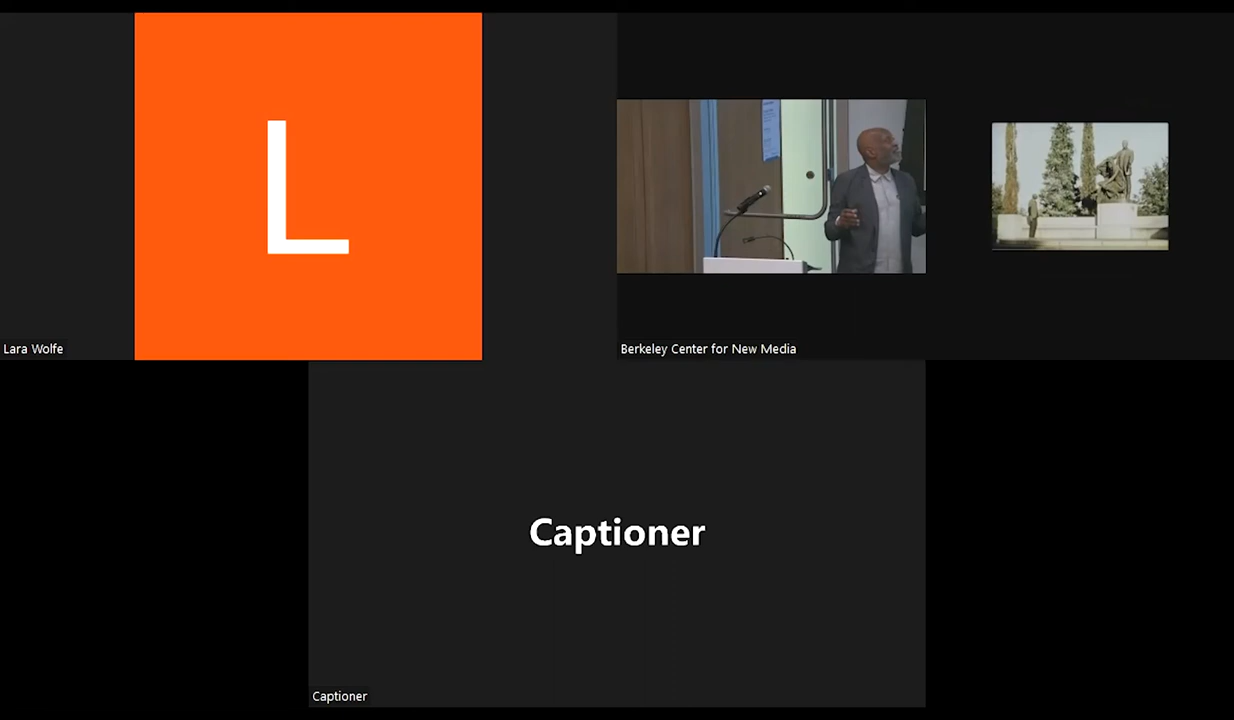 L
Lara Wolfe
Berkeley Center for New Media
Captioner
Captioner